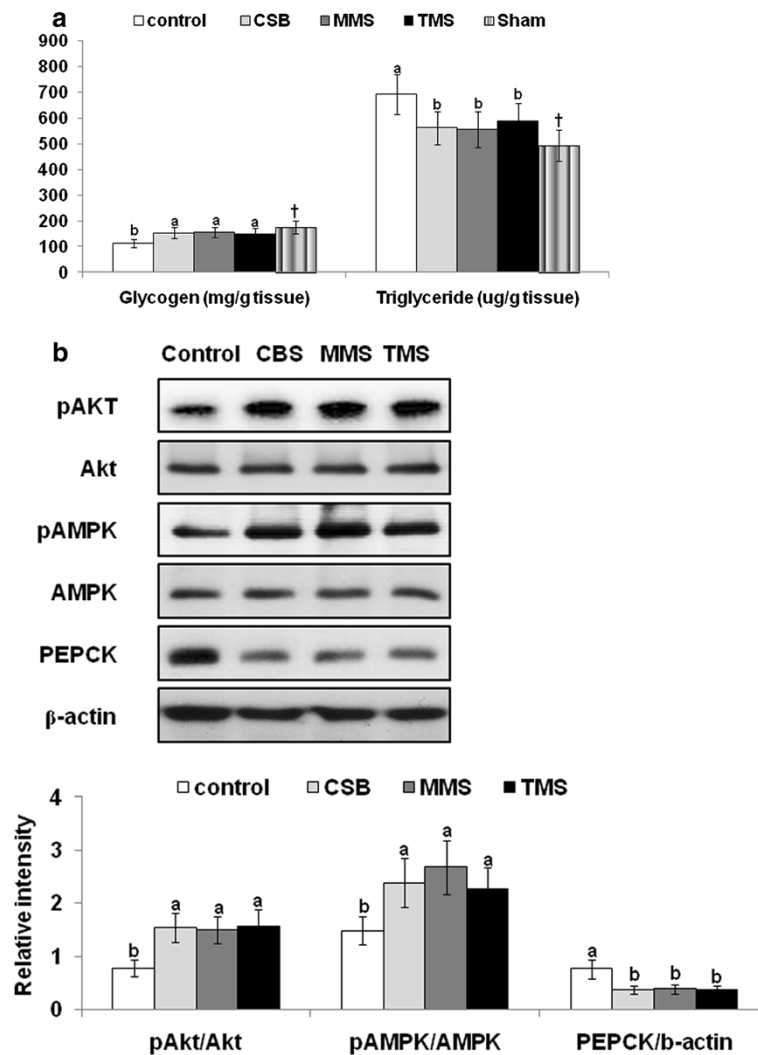 a
control CSB MMS TMS Sham
900
800
700
600
500
400
300
200
100
0
b a a a †
a b b b †
Glycogen (mg/g tissue) Triglyceride (ug/g tissue)
b
Control CBS MMS TMS
pAKT
Akt
pAMPK
AMPK
PEPCK
β-actin
control CSB MMS TMS
Relative intensity
4
3
2
1
0
b a a a
b a a a
a b b b
pAkt/Akt pAMPK/AMPK PEPCK/b-actin